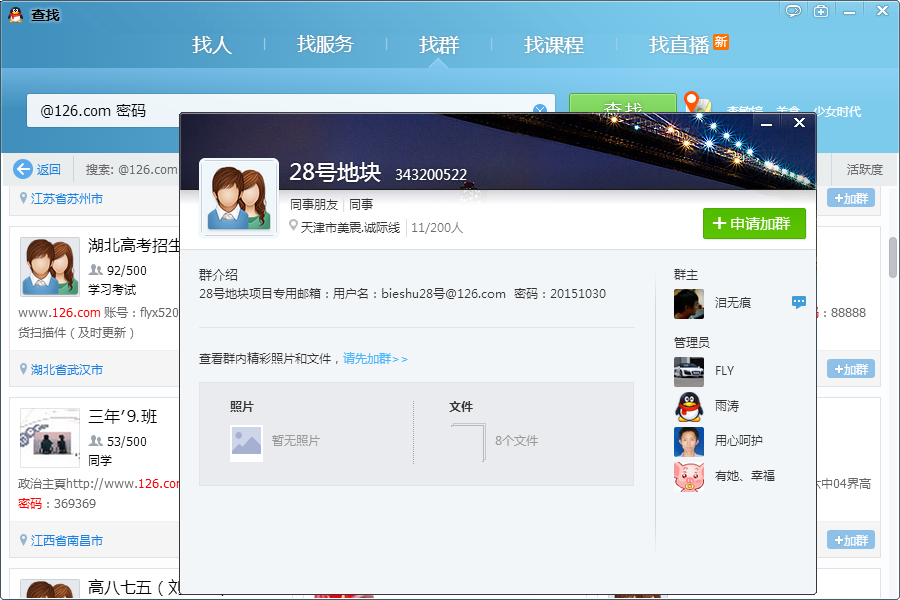 查找
找人
找服务
找群
找课程
找直播
新
@126.com 密码
查找
美食
少女时代
返回
搜索: @126.com
活跃度
江苏省苏州市
+加群
湖北高考招生
92/500
学习考试
www.126.com 账号：flyx520
: 88888
货扫描件（及时更新）
湖北省武汉市
+加群
三年′9.班
53/500
同学
政治主頁http://www.126.com
中04界高
密码：369369
江西省南昌市
+加群
高八七五（刘
28号地块
343200522
同事朋友
同事
天津市美震.诚际线
11/200人
+申请加群
群介绍
28号地块项目专用邮箱：用户名：bieshu28号@126.com 密码：20151030
查看群内精彩照片和文件，请先加群>>
照片
文件
暂无照片
8个文件
群主
泪无痕
管理员
FLY
雨涛
用心呵护
有她、幸福